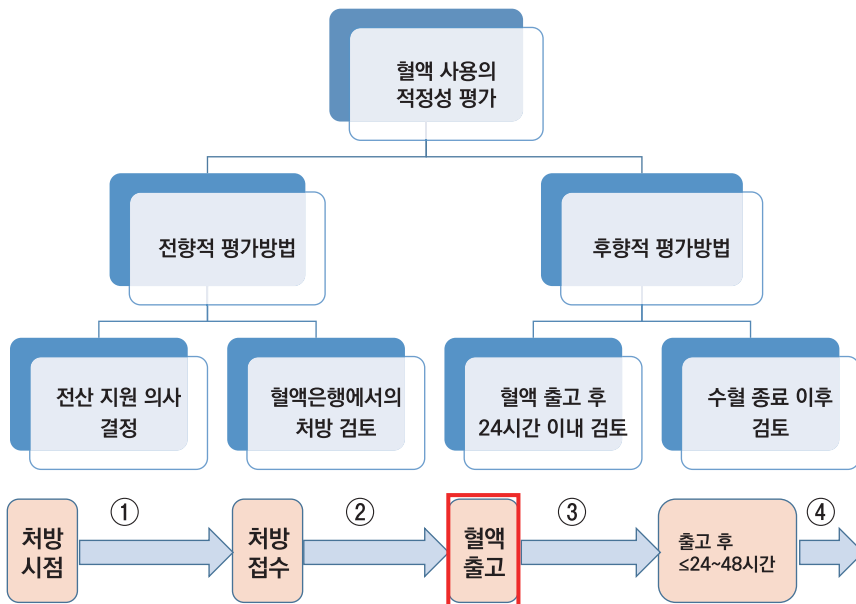 혈액 사용의
적정성 평가
전향적 평가방법
후향적 평가방법
전산 지원 의사
결정
혈액은행에서의
처방 검토
혈액 출고 후
24시간 이내 검토
수혈 종료 이후
검토
처방
시점
①
처방
접수
②
혈액
출고
③
출고 후
≤24~48시간
④